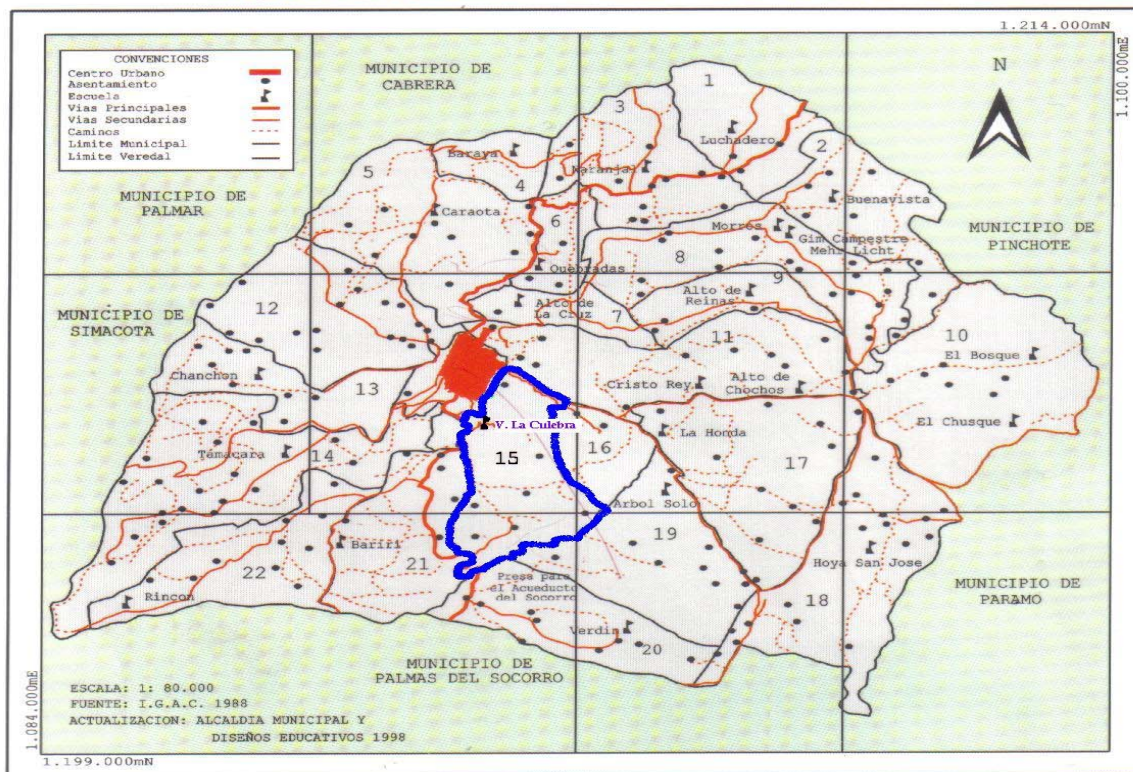 1.214.000mN
1.100.000mE
CONVENCIONES
Centro Urbano
Asentamiento
Escuela
Vias Principales
Vias Secundarias
Caminos
Limite Municipal
Limite Veredal
MUNICIPIO DE
CABRERA
N
MUNICIPIO DE
PALMAR
MUNICIPIO DE
PINCHOTE
MUNICIPIO DE
SIMACOTA
1
Luchadero
2
Buenavista
3
Naranjal
Baraya
4
5
Caraota
6
Quebradas
Morros
Gim.Campestre
8
9
Alto de
Reinas
Alto de
La Cruz
7
10
El Bosque
11
12
Chanchon
13
Cristo Rey
Alto de
Chochos
El Chusque
V. La Culebra
La Honda
Tamacara
14
15
16
17
Arbol Solo
19
Hoya San Jose
Bariri
21
22
Presa para
el Acueducto
del Socorro
18
Rincon
Verdin
20
MUNICIPIO DE
PARAMO
MUNICIPIO DE
PALMAS DEL SOCORRO
ESCALA: 1: 80.000
FUENTE: I.G.A.C. 1988
ACTUALIZACION: ALCALDIA MUNICIPAL Y
DISEÑOS EDUCATIVOS 1998
1.084.000mE
1.199.000mN